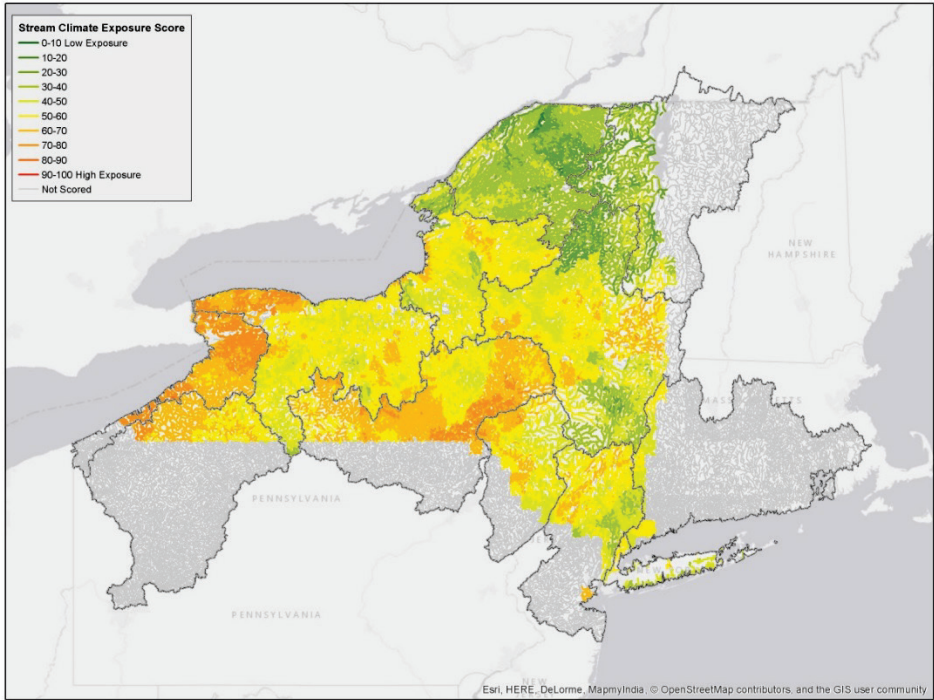 Stream Climate Exposure Score
0-10 Low Exposure
10-20
20-30
30-40
40-50
50-60
60-70
70-80
80-90
90-100 High Exposure
Not Scored
NEW
HAMPSHIRE
PENNSYLVANIA
PENNSYLVANIA
NEW
Esri, HERE, DeLorme, MapmyIndia, © OpenStreetMap contributors, and the GIS user community